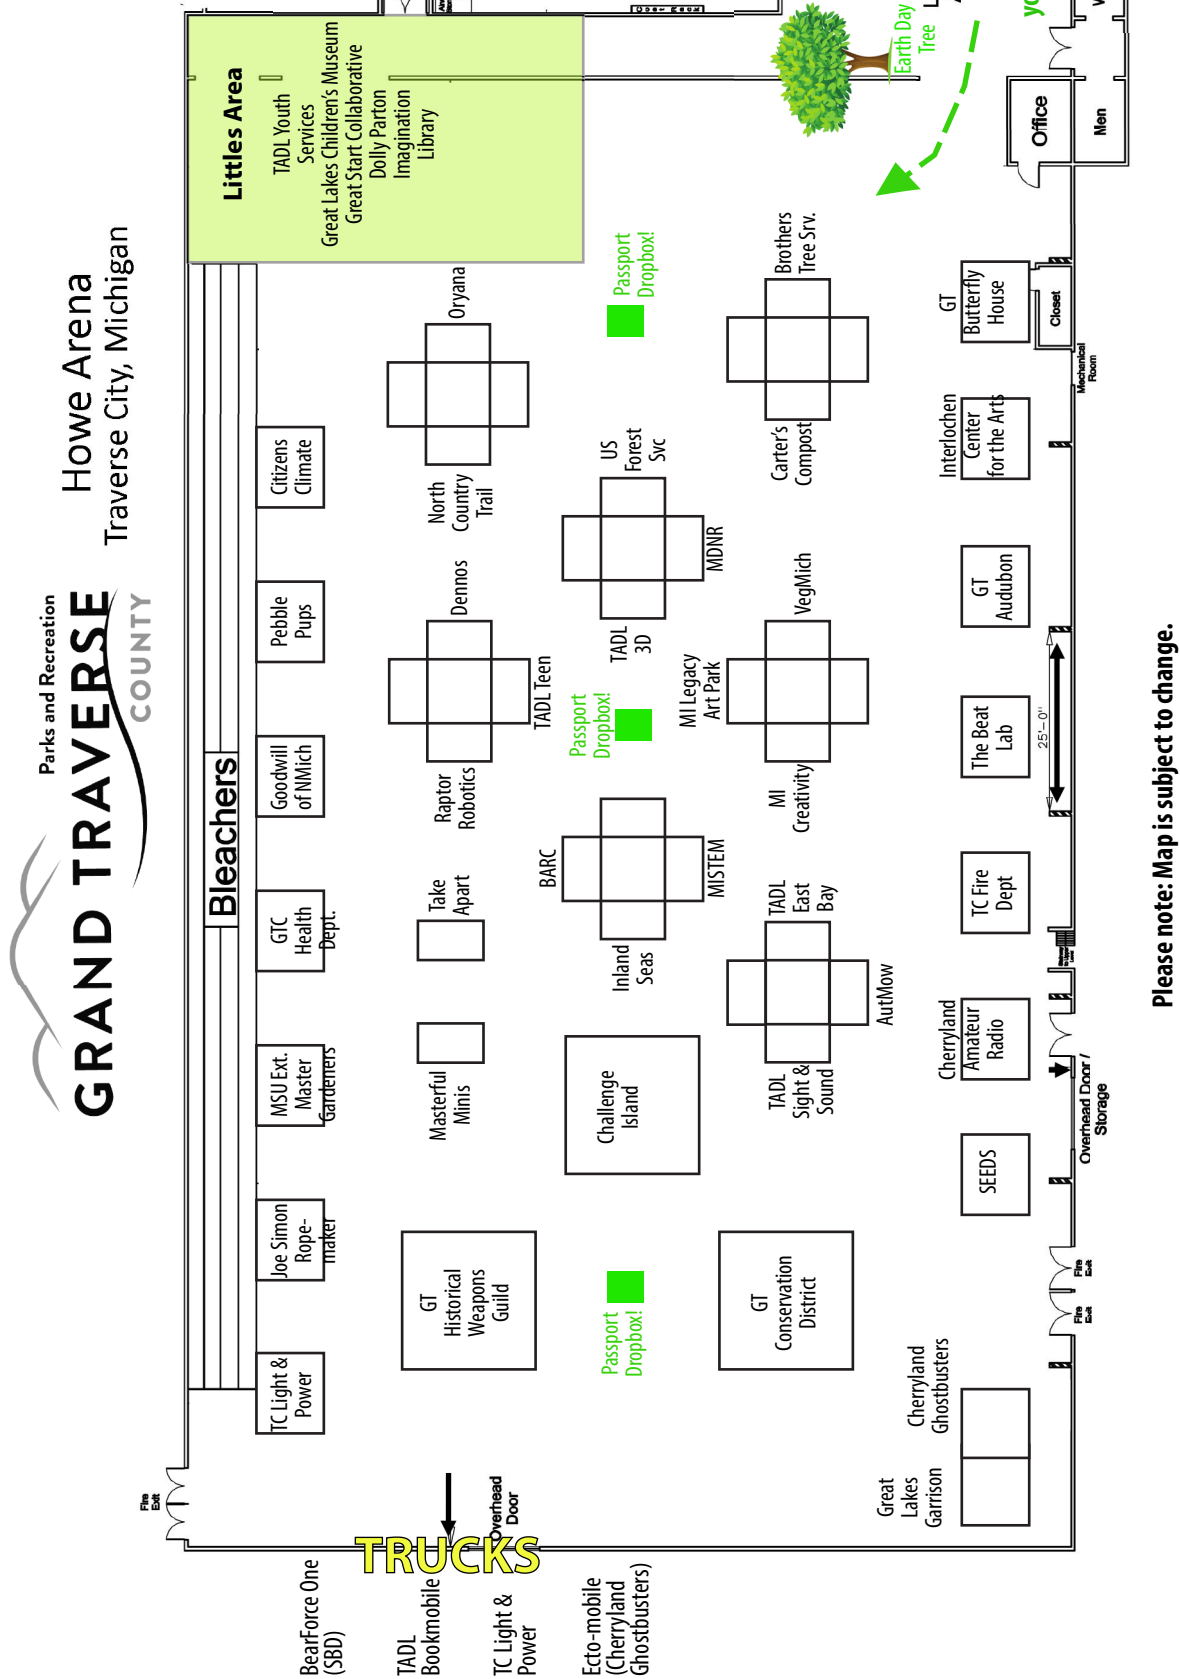 Parks and Recreation
GRAND TRAVERSE
COUNTY
Howe Arena
Traverse City, Michigan
Bleachers
Littles Area
TADL Youth
Services
Great Lakes Children's Museum
Great Start Collaborative
Dolly Parton
Imagination
Library
Coat Rack
Earth Day
Tree
Office
Men
Fire
Exit
TC Light &
Power
Joe Simon
Rope-
maker
MSU Ext.
Master
Gardeners
GTC
Health
Dept.
Goodwill
of NMich
Pebble
Pups
Citizens
Climate
GT
Historical
Weapons
Guild
Masterful
Minis
Take
Apart
Raptor
Robotics
Dennos
TADL Teen
North
Country
Trail
Oryana
Passport
Dropbox!
Challenge
Island
BARC
Inland
Seas
MISTEM
Passport
Dropbox!
TADL
3D
US
Forest
Svc
MDNR
Passport
Dropbox!
GT
Conservation
District
TADL
Sight &
Sound
TADL
East
Bay
AutMow
MI
Creativity
MI Legacy
Art Park
VegMich
Carter's
Compost
Brothers
Tree Srv.
Great
Lakes
Garrison
Cherryland
Ghostbusters
SEEDS
Cherryland
Amateur
Radio
TC Fire
Dept
The Beat
Lab
GT
Audubon
Interlochen
Center
for the Arts
GT
Butterfly
House
Closet
Mechanical
Room
25'-0"
Fire
Exit
Fire
Exit
Overhead Door /
Storage
Overhead
Door
TRUCKS
BearForce One
(SBD)
TADL
Bookmobile
TC Light &
Power
Ecto-mobile
(Cherryland
Ghostbusters)
Please note: Map is subject to change.